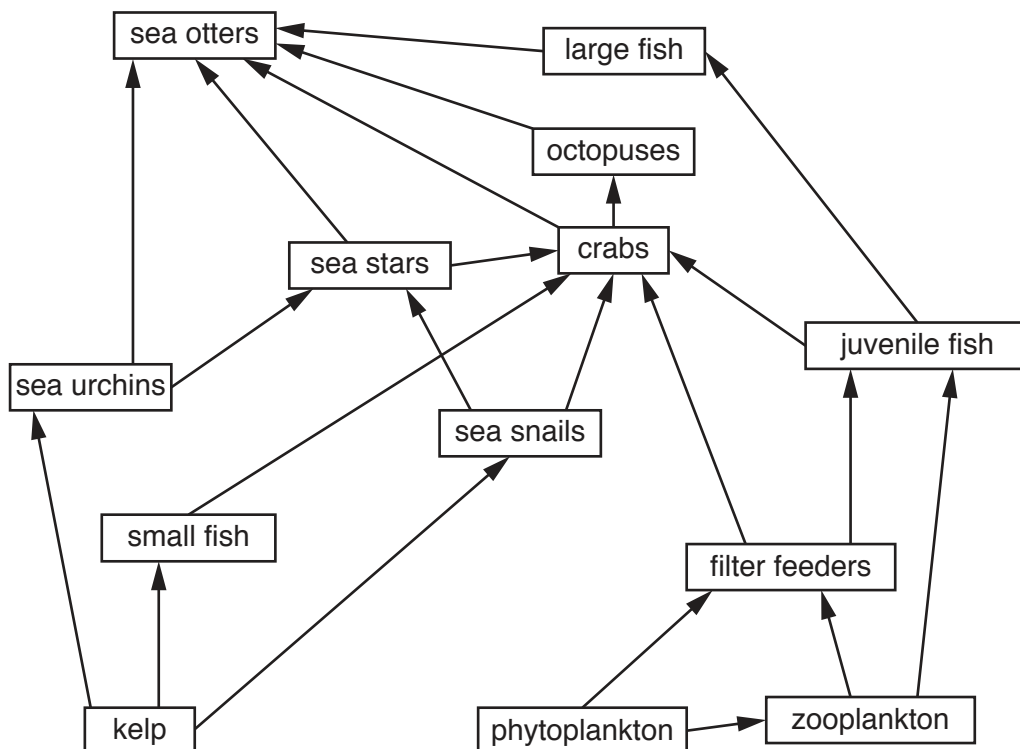 sea otters
large fish
octopuses
crabs
sea stars
juvenile fish
sea urchins
sea snails
small fish
filter feeders
zooplankton
kelp
phytoplankton